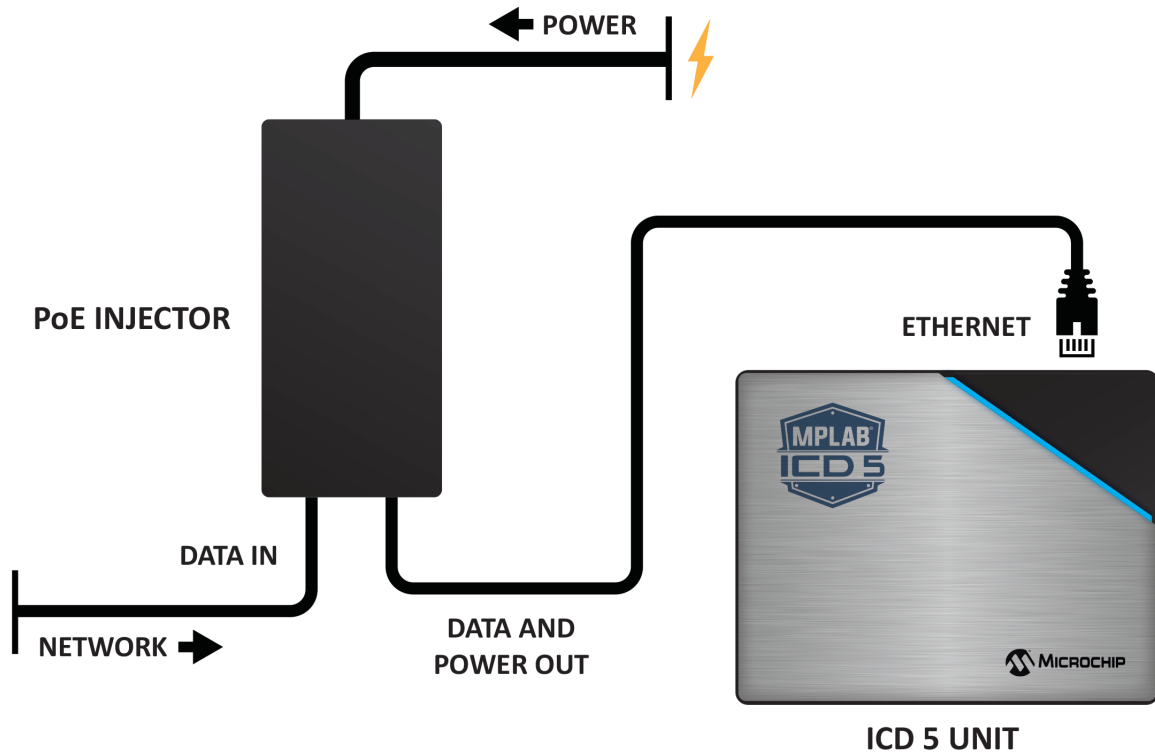 POWER
PoE INJECTOR
ETHERNET
MPLAB®
ICD 5
DATA IN
NETWORK
DATA AND
POWER OUT
MICROCHIP
ICD 5 UNIT